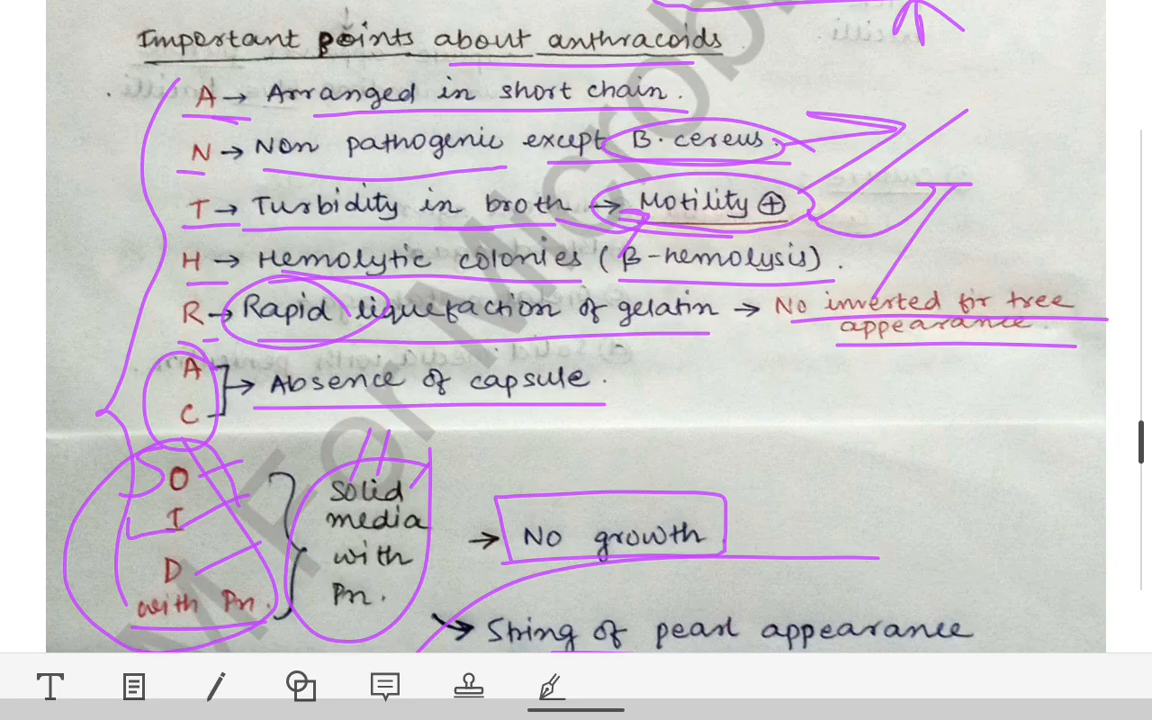 Important points about anthracoids
A → Arranged in short chain.
N → Non pathogenic except B. cereus.
T → Turbidity in broth → Motility ⊕
H → Hemolytic colonies (β-hemolysis).
R → Rapid liquefaction of gelatin → No inverted fir tree
appearance.
A
C
→ Absence of capsule.
O
I
D
with Pn.
Solid
media
with
Pn.
→ No growth
→ String of pearl appearance
M For Microb
T